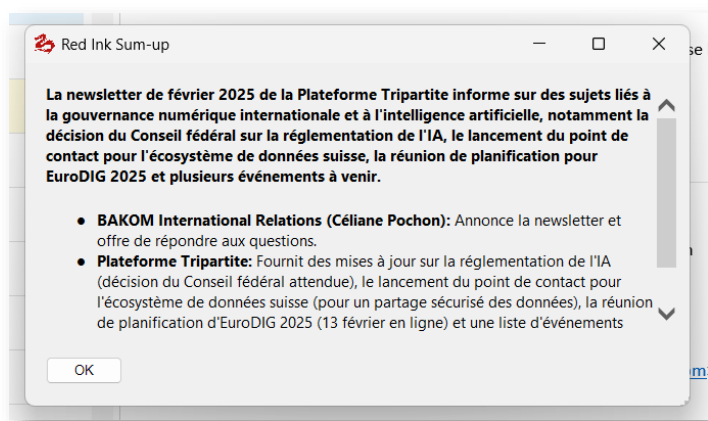 Red Ink Sum-up
se
La newsletter de février 2025 de la Plateforme Tripartite informe sur des sujets liés à
la gouvernance numérique internationale et à l'intelligence artificielle, notamment la
décision du Conseil fédéral sur la réglementation de l'IA, le lancement du point de
contact pour l'écosystème de données suisse, la réunion de planification pour
EuroDIG 2025 et plusieurs événements à venir.
● BAKOM International Relations (Céliane Pochon): Annonce la newsletter et
offre de répondre aux questions.
● Plateforme Tripartite: Fournit des mises à jour sur la réglementation de l'IA
(décision du Conseil fédéral attendue), le lancement du point de contact pour
l'écosystème de données suisse (pour un partage sécurisé des données), la réunion
de planification d'EuroDIG 2025 (13 février en ligne) et une liste d'événements
OK